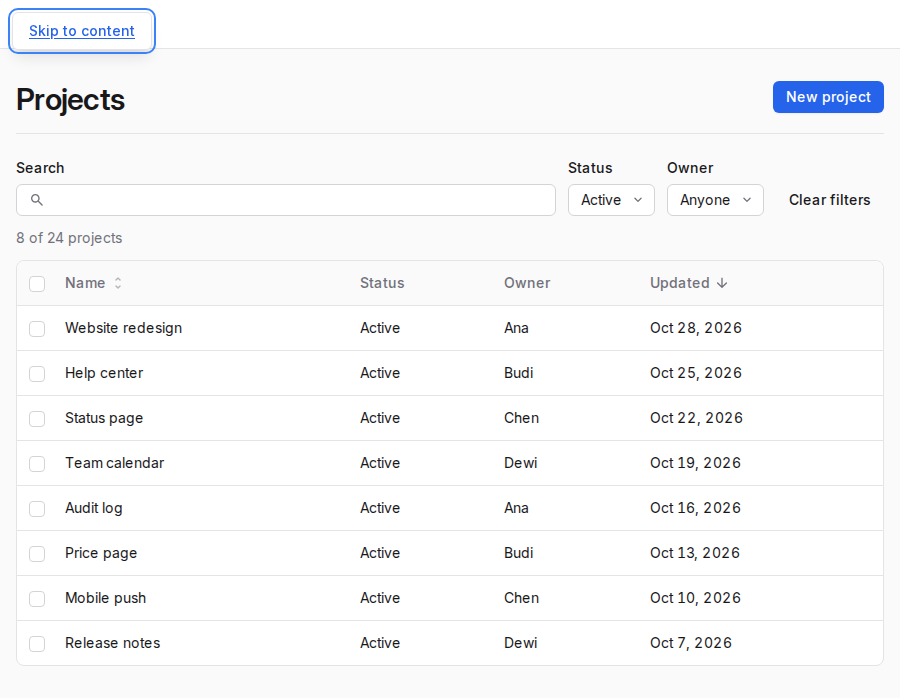 Skip to content
Projects
New project
Search
Status
Owner
Active
Anyone
Clear filters
8 of 24 projects
Name Status Owner Updated
Website redesign Active Ana Oct 28, 2026
Help center Active Budi Oct 25, 2026
Status page Active Chen Oct 22, 2026
Team calendar Active Dewi Oct 19, 2026
Audit log Active Ana Oct 16, 2026
Price page Active Budi Oct 13, 2026
Mobile push Active Chen Oct 10, 2026
Release notes Active Dewi Oct 7, 2026